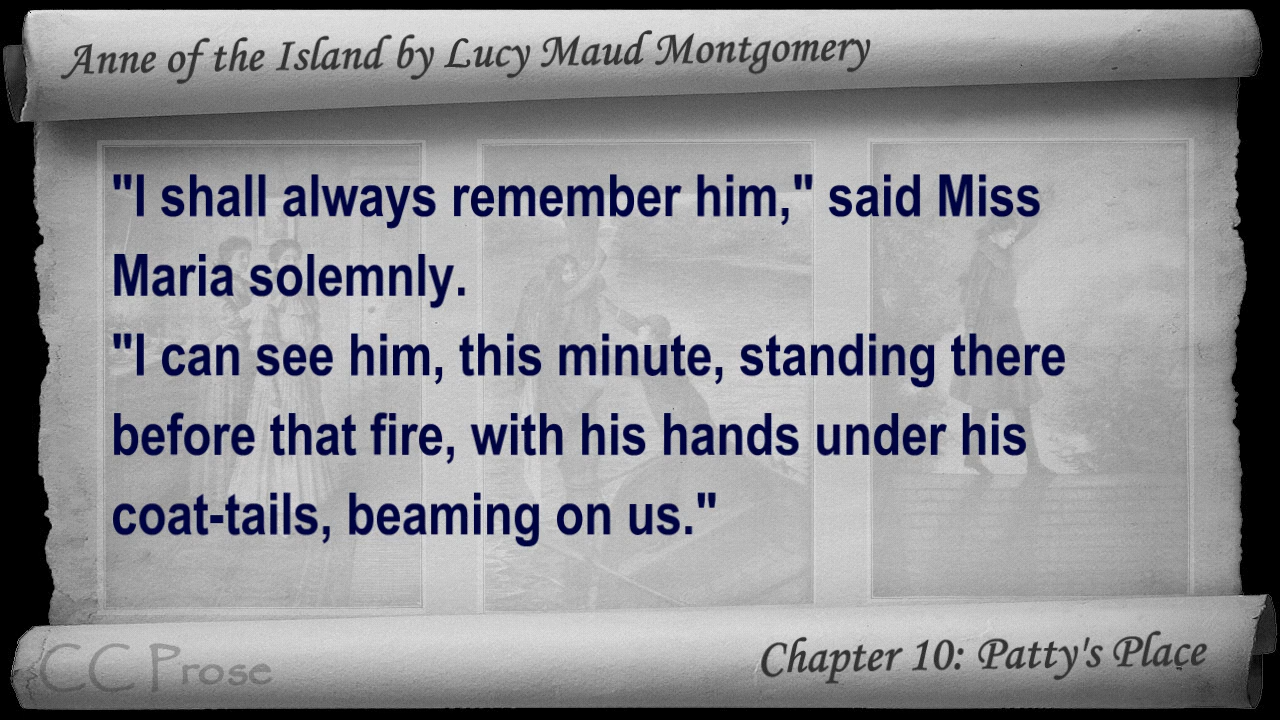 Anne of the Island by Lucy Maud Montgomery
"I shall always remember him," said Miss
Maria solemnly.
"I can see him, this minute, standing there
before that fire, with his hands under his
coat-tails, beaming on us."
CC Prose
Chapter 10: Patty's Place